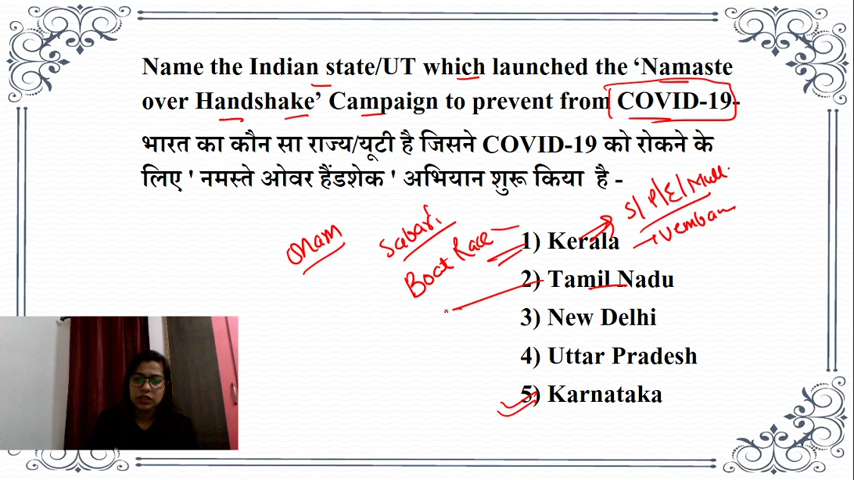 Name the Indian state/UT which launched the ‘Namaste
over Handshake’ Campaign to prevent from COVID-19-
भारत का कौन सा राज्य/यूटी है जिसने COVID-19 को रोकने के
लिए ' नमस्ते ओवर हैंडशेक ' अभियान शुरू किया है -
S/P/E/Mull.
Vemban
Onam
Sabari
Boat Race
1) Kerala
2) Tamil Nadu
3) New Delhi
4) Uttar Pradesh
5) Karnataka